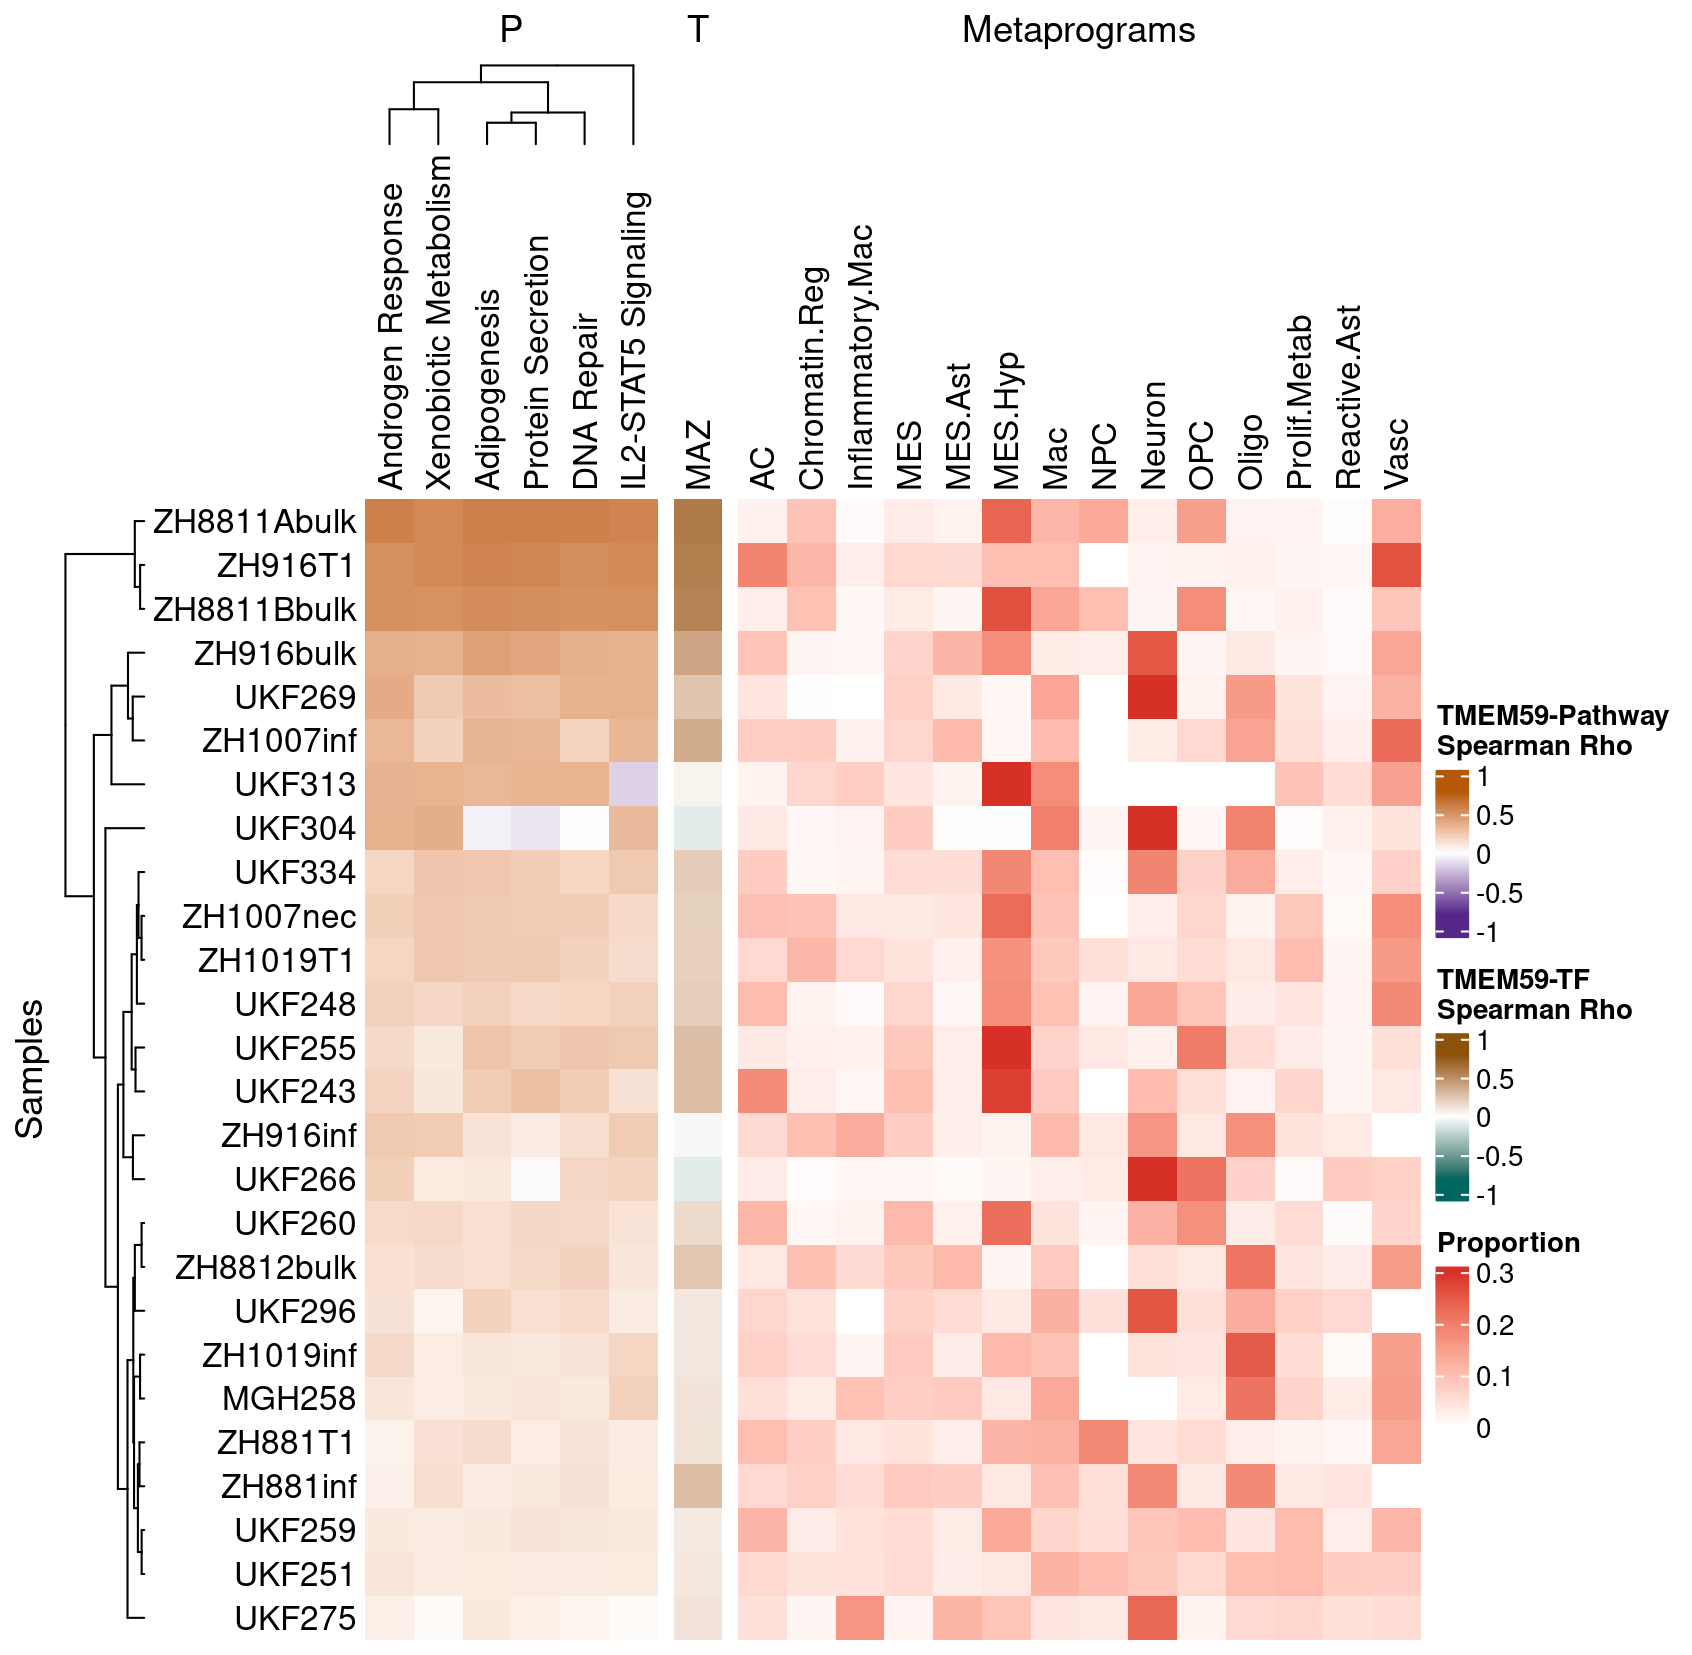 P
T
Metaprograms
Androgen Response
Xenobiotic Metabolism
Adipogenesis
Protein Secretion
DNA Repair
IL2-STAT5 Signaling
MAZ
AC
Chromatin.Reg
Inflammatory.Mac
MES
MES.Ast
MES.Hyp
Mac
NPC
Neuron
OPC
Oligo
Prolif.Metab
Reactive.Ast
Vasc
Samples
ZH8811Abulk
ZH916T1
ZH8811Bbulk
ZH916bulk
UKF269
ZH1007inf
UKF313
UKF304
UKF334
ZH1007nec
ZH1019T1
UKF248
UKF255
UKF243
ZH916inf
UKF266
UKF260
ZH8812bulk
UKF296
ZH1019inf
MGH258
ZH881T1
ZH881inf
UKF259
UKF251
UKF275
TMEM59-Pathway
Spearman Rho
1
0.5
0
-0.5
-1
TMEM59-TF
Spearman Rho
1
0.5
0
-0.5
-1
Proportion
0.3
0.2
0.1
0